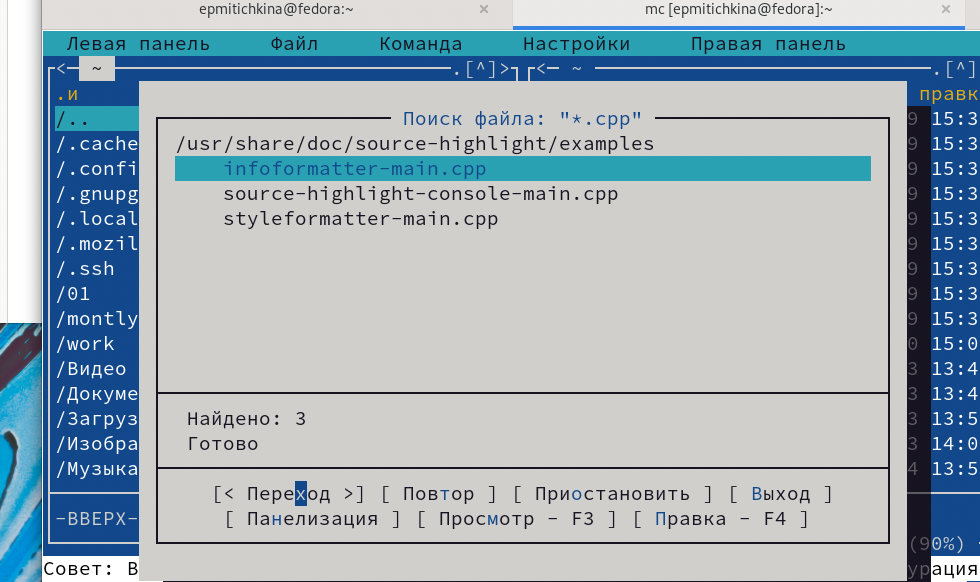 epmitichkina@fedora:~ × mc [epmitichkina@fedora]:~ ×
Левая панель Файл Команда Настройки Правая панель
<─ ~ .[^]> <─ ~ .[^]
.и правк
/.. 9 15:3
Поиск файла: "*.cpp"
/.cache /usr/share/doc/source-highlight/examples 9 15:3
/.confi infoformatter-main.cpp 9 15:3
/.gnupg source-highlight-console-main.cpp 9 15:3
/.local styleformatter-main.cpp 9 15:3
/.mozil 9 15:3
/.ssh 9 15:3
/01 9 15:3
/montly 9 15:3
/work 0 15:0
/Видео 3 13:4
/Докуме 3 13:4
/Загруз Найдено: 3 3 13:5
/Изобра Готово 3 14:0
/Музыка 4 13:5
[< Переход >] [ Повтор ] [ Приостановить ] [ Выход ]
-ВВЕРХ- [ Панелизация ] [ Просмотр - F3 ] [ Правка - F4 ]
(90%)
Совет: В урация